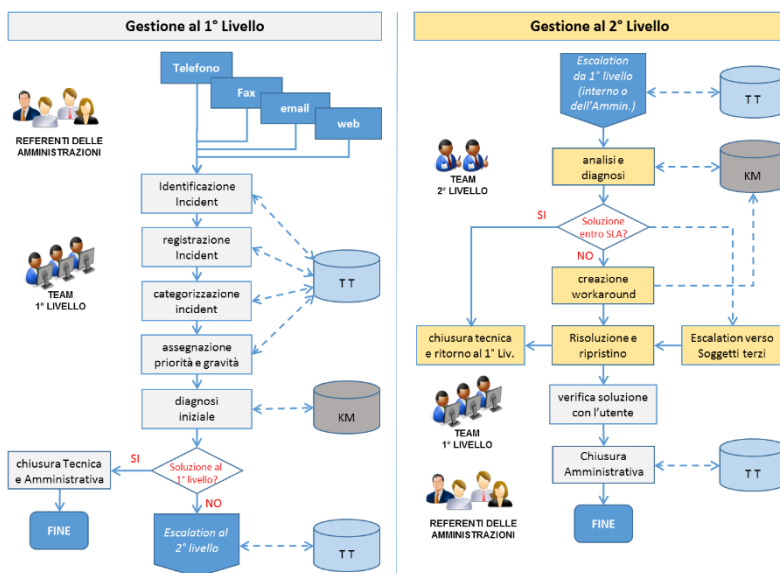 Gestione al 1° Livello
Telefono
Fax
email
web
REFERENTI DELLE
AMMINISTRAZIONI
Identificazione
Incident
registrazione
Incident
TEAM
1° LIVELLO
T T
categorizzazione
incident
assegnazione
priorità e gravità
diagnosi
iniziale
KM
SI
chiusura Tecnica
e Amministrativa
Soluzione al
1° livello?
NO
FINE
Escalation al
2° livello
T T
Gestione al 2° Livello
Escalation
da 1° livello
(interno o
dell'Ammin.)
T T
TEAM
2° LIVELLO
analisi e
diagnosi
KM
SI
Soluzione
entro SLA?
NO
creazione
workaround
chiusura tecnica
e ritorno al 1° Liv.
Risoluzione e
ripristino
Escalation verso
Soggetti terzi
TEAM
1° LIVELLO
verifica soluzione
con l'utente
Chiusura
Amministrativa
T T
REFERENTI DELLE
AMMINISTRAZIONI
FINE